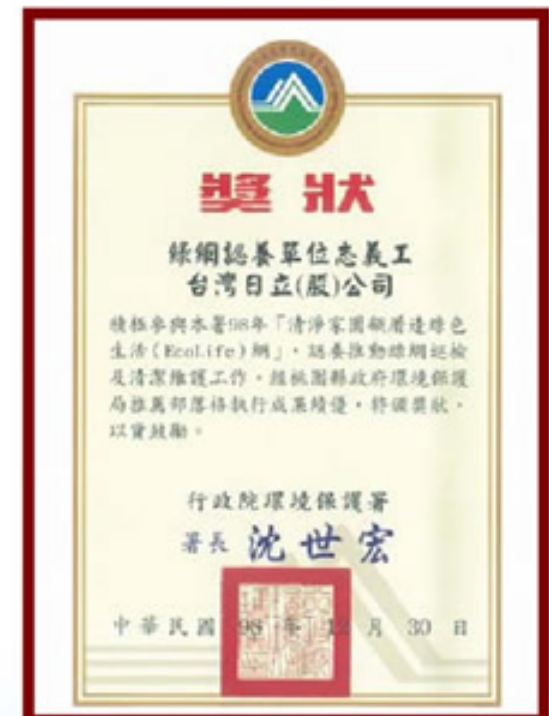 獎狀
綠網認養單位志義工
台灣日立(股)公司
積極參與本署98年「清淨家園顧厝邊綠色
生活(EcoLife)網」，認養推動綠網巡檢
及清潔維護工作，經桃園縣政府環境保護
局推薦部落格執行成果績優，特頒獎狀，
以資鼓勵。
行政院環境保護署
署長 沈世宏
中華民國 98 年 12 月 30 日